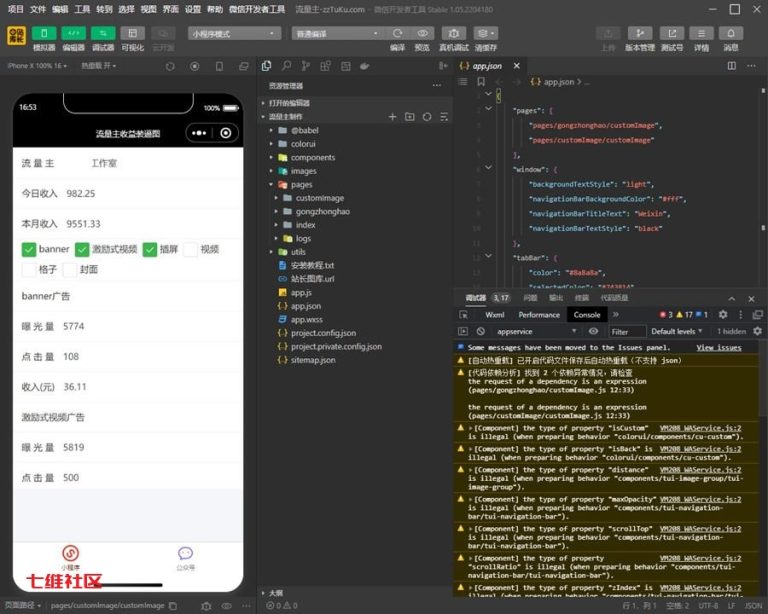 项目 文件 编辑 工具 转到 选择 视图 界面 设置 帮助 微信开发者工具
流量主-zzTuKu.com - 微信开发者工具 Stable 1.05.2204180
模拟器 编辑器 调试器 可视化 云开发
小程序模式
普通编译
编译 预览 真机调试 清缓存
上传 版本管理 测试号 详情 消息
iPhone X 100% 16
热重载 开
16:53
100%
流量主收益装逼图
流 量 主 工作室
今日收入 982.25
本月收入 9551.33
banner 激励式视频 插屏 视频
格子 封面
banner广告
曝 光 量 5774
点 击 量 108
收入(元) 36.11
激励式视频广告
曝 光 量 5819
点 击 量 500
小程序
公众号
七维社区
页面路径
pages/customImage/customImage
资源管理器
打开的编辑器
流量主制作
@babel
colorui
components
images
pages
customImage
gongzhonghao
index
logs
utils
安装教程.txt
站长图库.url
app.js
app.json
app.wxss
project.config.json
project.private.config.json
sitemap.json
大纲
0 0
app.json
app.json > ...
{
"pages": [
"pages/gongzhonghao/customImage",
"pages/customImage/customImage"
],
"window": {
"backgroundTextStyle": "light",
"navigationBarBackgroundColor": "#fff",
"navigationBarTitleText": "Weixin",
"navigationBarTextStyle": "black"
},
"tabBar": {
"color": "#8a8a8a",
调试器 3, 17 问题 输出 终端 代码质量
Wxml Performance Console
3 17 1
appservice
Filter
Default levels
1 hidden
Some messages have been moved to the Issues panel. View issues
[自动热重载] 已开启代码文件保存后自动热重载（不支持 json）
[代码依赖分析] 找到 2 个依赖异常情况，请检查
the request of a dependency is an expression
(pages/gongzhonghao/customImage.js 12:33)
the request of a dependency is an expression
(pages/customImage/customImage.js 12:33)
[Component] the type of property "isCustom" VM208 WAService.js:2
is illegal (when preparing behavior "colorui/components/cu-custom").
[Component] the type of property "isBack" is VM208 WAService.js:2
illegal (when preparing behavior "colorui/components/cu-custom").
[Component] the type of property "distance" VM208 WAService.js:2
is illegal (when preparing behavior "components/tui-image-group/tui-
image-group").
[Component] the type of property "maxOpacity" VM208 WAService.js:2
is illegal (when preparing behavior "components/tui-navigation-
bar/tui-navigation-bar").
[Component] the type of property "scrollTop" VM208 WAService.js:2
is illegal (when preparing behavior "components/tui-navigation-
bar/tui-navigation-bar").
[Component] the type of property VM208 WAService.js:2
"scrollRatio" is illegal (when preparing behavior "components/tui-
navigation-bar/tui-navigation-bar").
[Component] the type of property "zIndex" is VM208 WAService.js:2
illegal (when preparing behavior "components/tui-navigation-
行 1，列 1 空格: 2 UTF-8 LF JSON